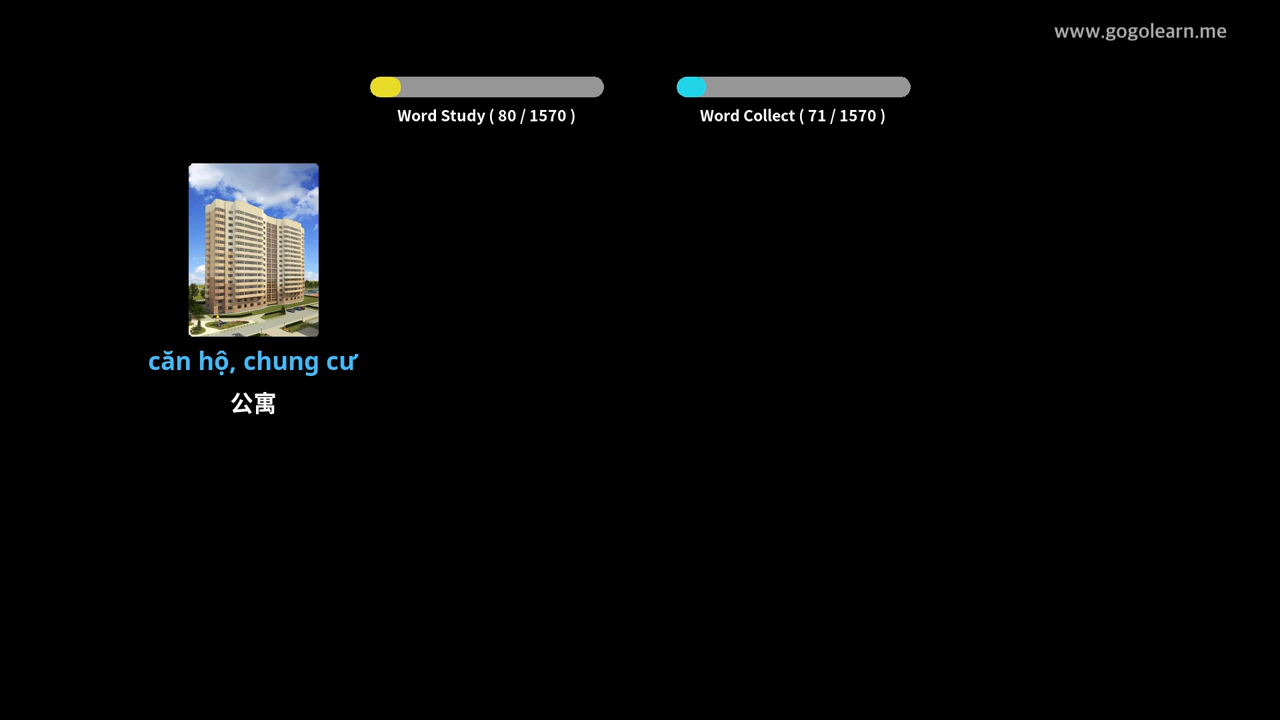 www.gogolearn.me
Word Study ( 80 / 1570 )
Word Collect ( 71 / 1570 )
căn hộ, chung cư
公寓